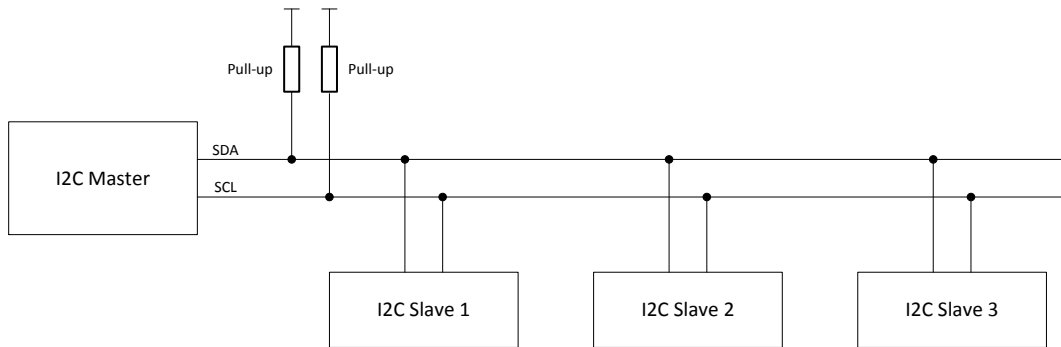 Pull-up
Pull-up
SDA
I2C Master
SCL
I2C Slave 1
I2C Slave 2
I2C Slave 3